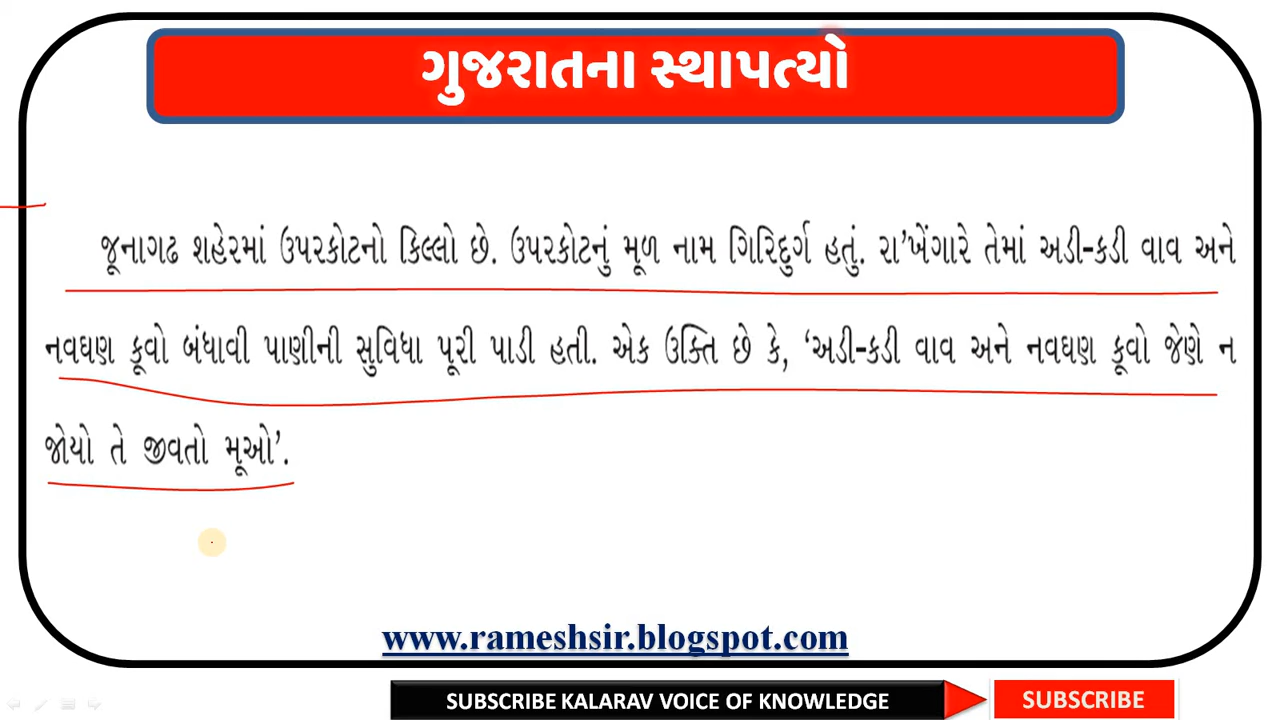 ગુજરાતના સ્થાપત્યો
જૂનાગઢ શહેરમાં ઉપરકોટનો કિલ્લો છે. ઉપરકોટનું મૂળ નામ ગિરિદુર્ગ હતું. રા’ખેંગારે તેમાં અડી-કડી વાવ અને
નવઘણ કૂવો બંધાવી પાણીની સુવિધા પૂરી પાડી હતી. એક ઉક્તિ છે કે, ‘અડી-કડી વાવ અને નવઘણ કૂવો જેણે ન
જોયો તે જીવતો મૂઓ’.
www.rameshsir.blogspot.com
SUBSCRIBE KALARAV VOICE OF KNOWLEDGE SUBSCRIBE